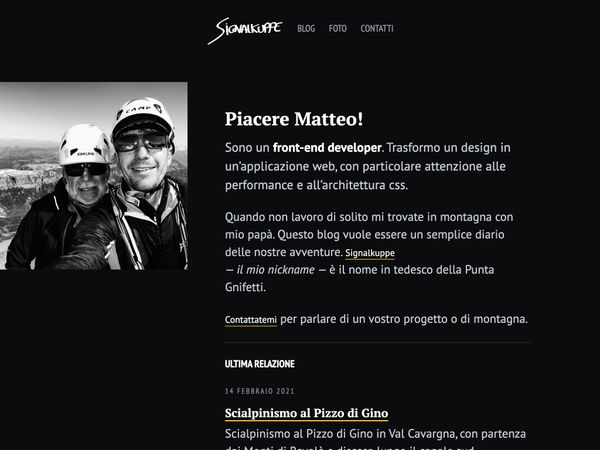 Signalkuppe BLOG FOTO CONTATTI
CAMP
EDELRID
Piacere Matteo!
Sono un front-end developer. Trasformo un design in
un'applicazione web, con particolare attenzione alle
performance e all'architettura css.
Quando non lavoro di solito mi trovate in montagna con
mio papà. Questo blog vuole essere un semplice diario
delle nostre avventure. Signalkuppe
— il mio nickname — è il nome in tedesco della Punta
Gnifetti.
Contattatemi per parlare di un vostro progetto o di montagna.
ULTIMA RELAZIONE
14 FEBBRAIO 2021
Scialpinismo al Pizzo di Gino
Scialpinismo al Pizzo di Gino in Val Cavargna, con partenza